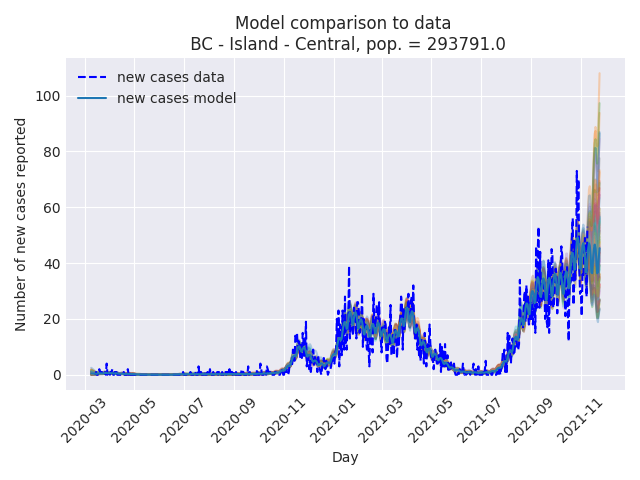 Model comparison to data
BC - Island - Central, pop. = 293791.0
new cases data
new cases model
Number of new cases reported
100
80
60
40
20
0
2020-03
2020-05
2020-07
2020-09
2020-11
2021-01
2021-03
2021-05
2021-07
2021-09
2021-11
Day